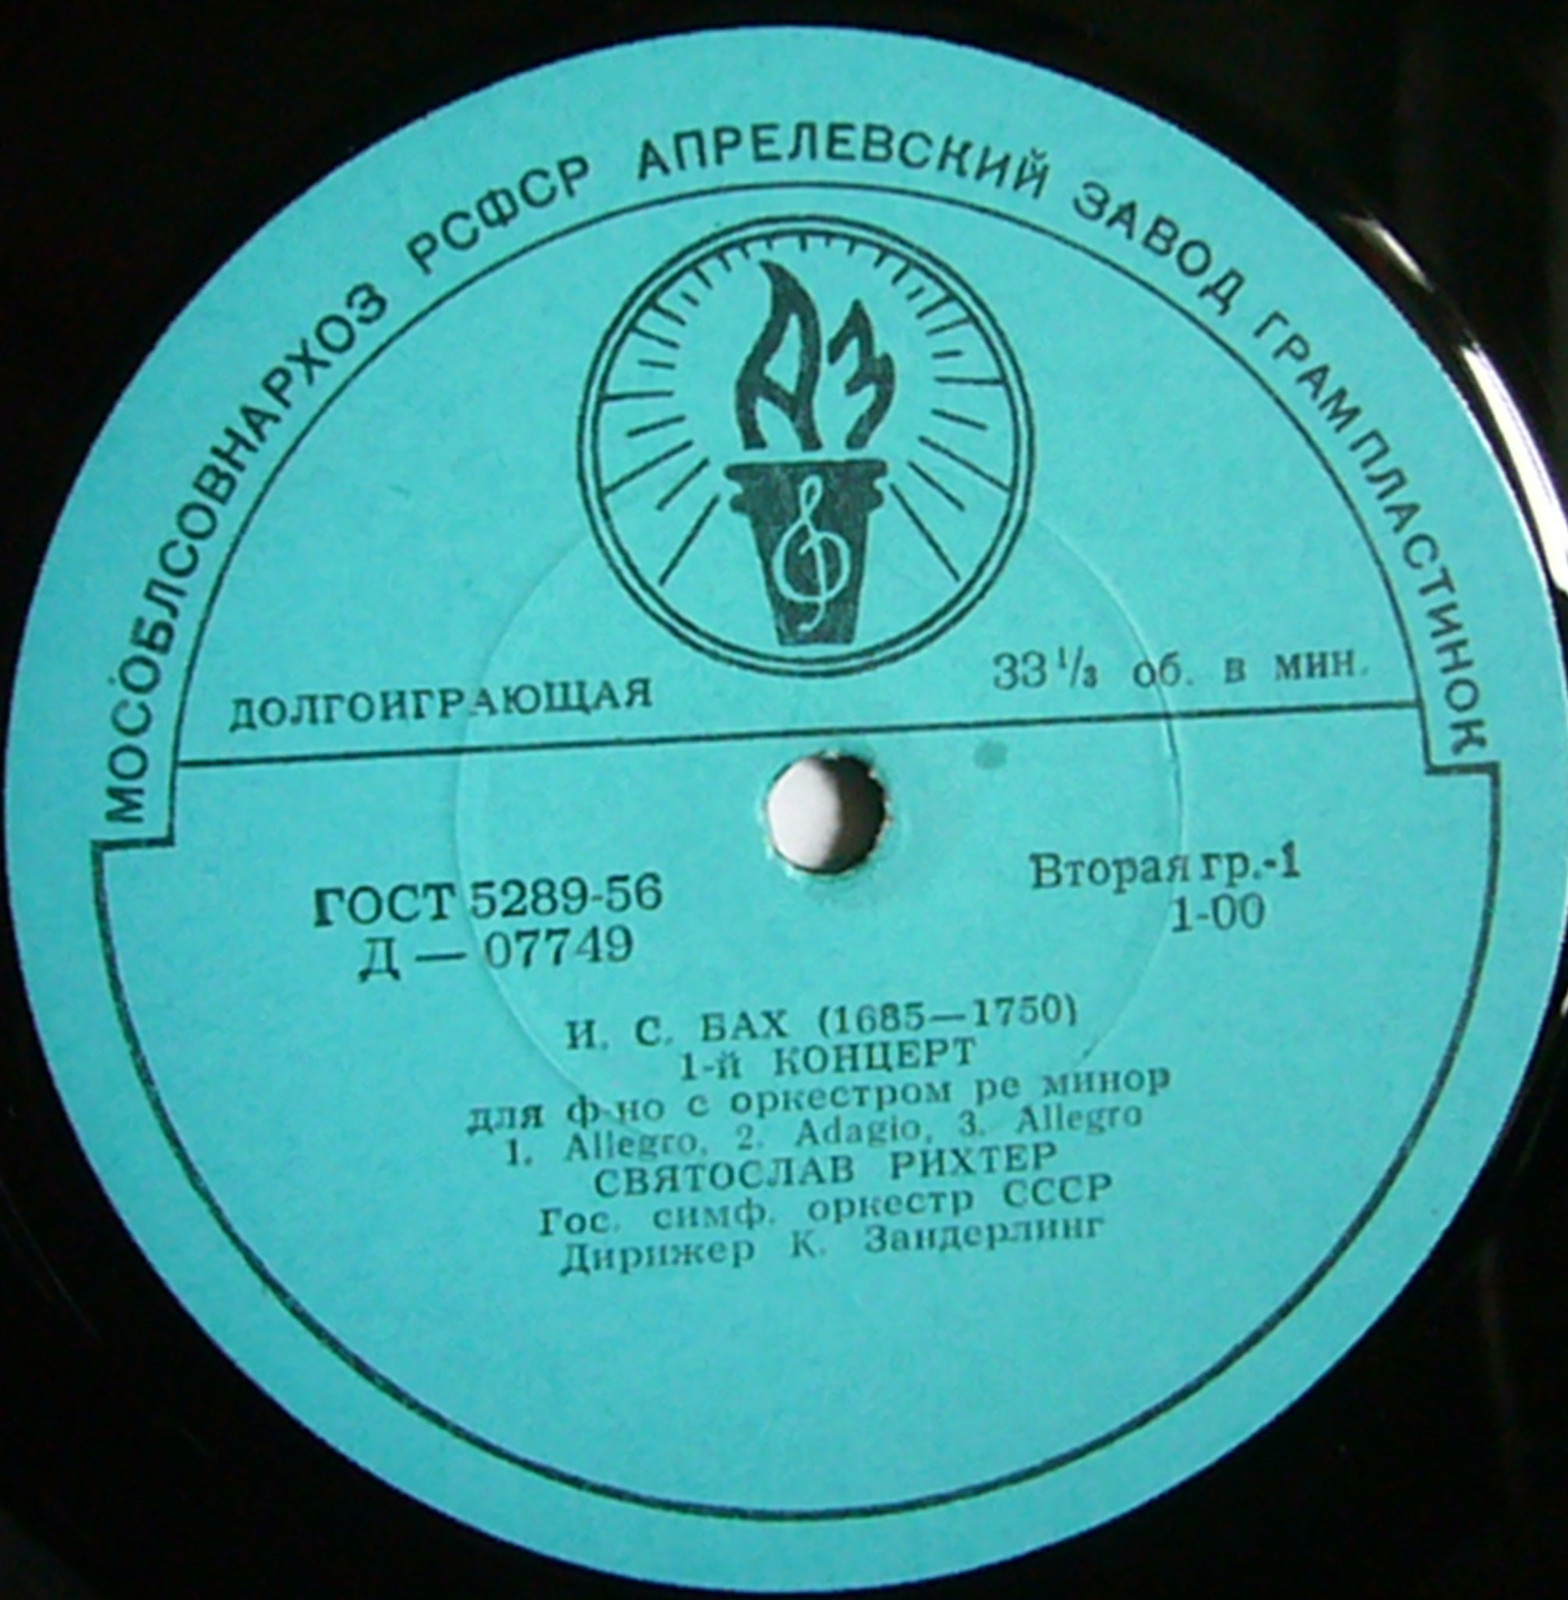 МОСОБЛСОВНАРХОЗ РСФСР АПРЕЛЕВСКИЙ ЗАВОД ГРАМПЛАСТИНОК
АЗ
ДОЛГОИГРАЮЩАЯ 33 1/3 об. в мин.
ГОСТ 5289-56 Вторая гр.-1
Д — 07749 1-00
И. С. БАХ (1685—1750)
1-й КОНЦЕРТ
для ф-но с оркестром ре минор
1. Allegro, 2. Adagio, 3. Allegro
СВЯТОСЛАВ РИХТЕР
Гос. симф. оркестр СССР
Дирижер К. Зандерлинг